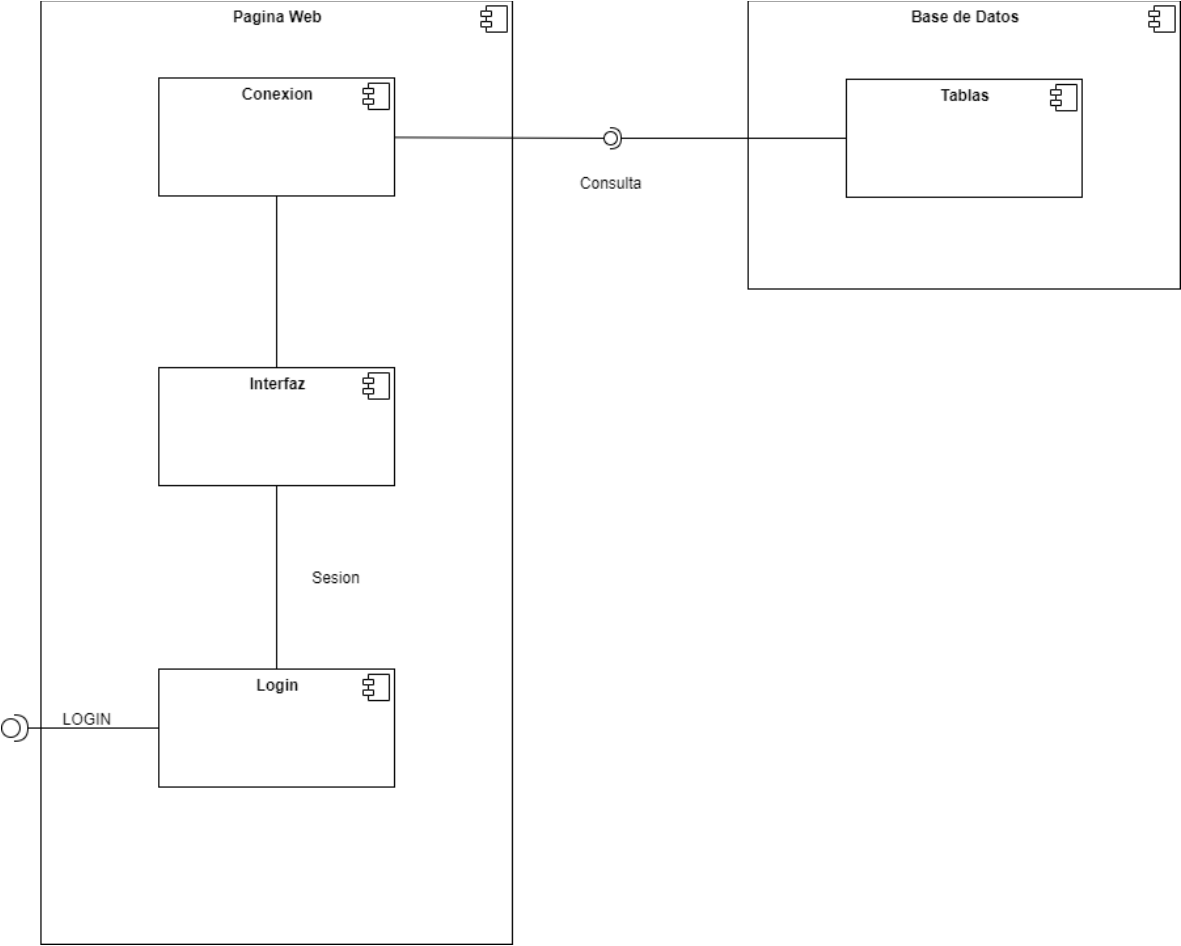 Pagina Web
Base de Datos
Conexion
Tablas
Consulta
Interfaz
Sesion
Login
LOGIN